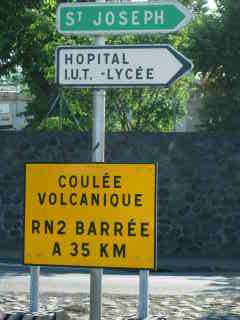 ST JOSEPH
HOPITAL
I.U.T. -LYCÉE
COULÉE
VOLCANIQUE
RN2 BARRÉE
A 35 KM